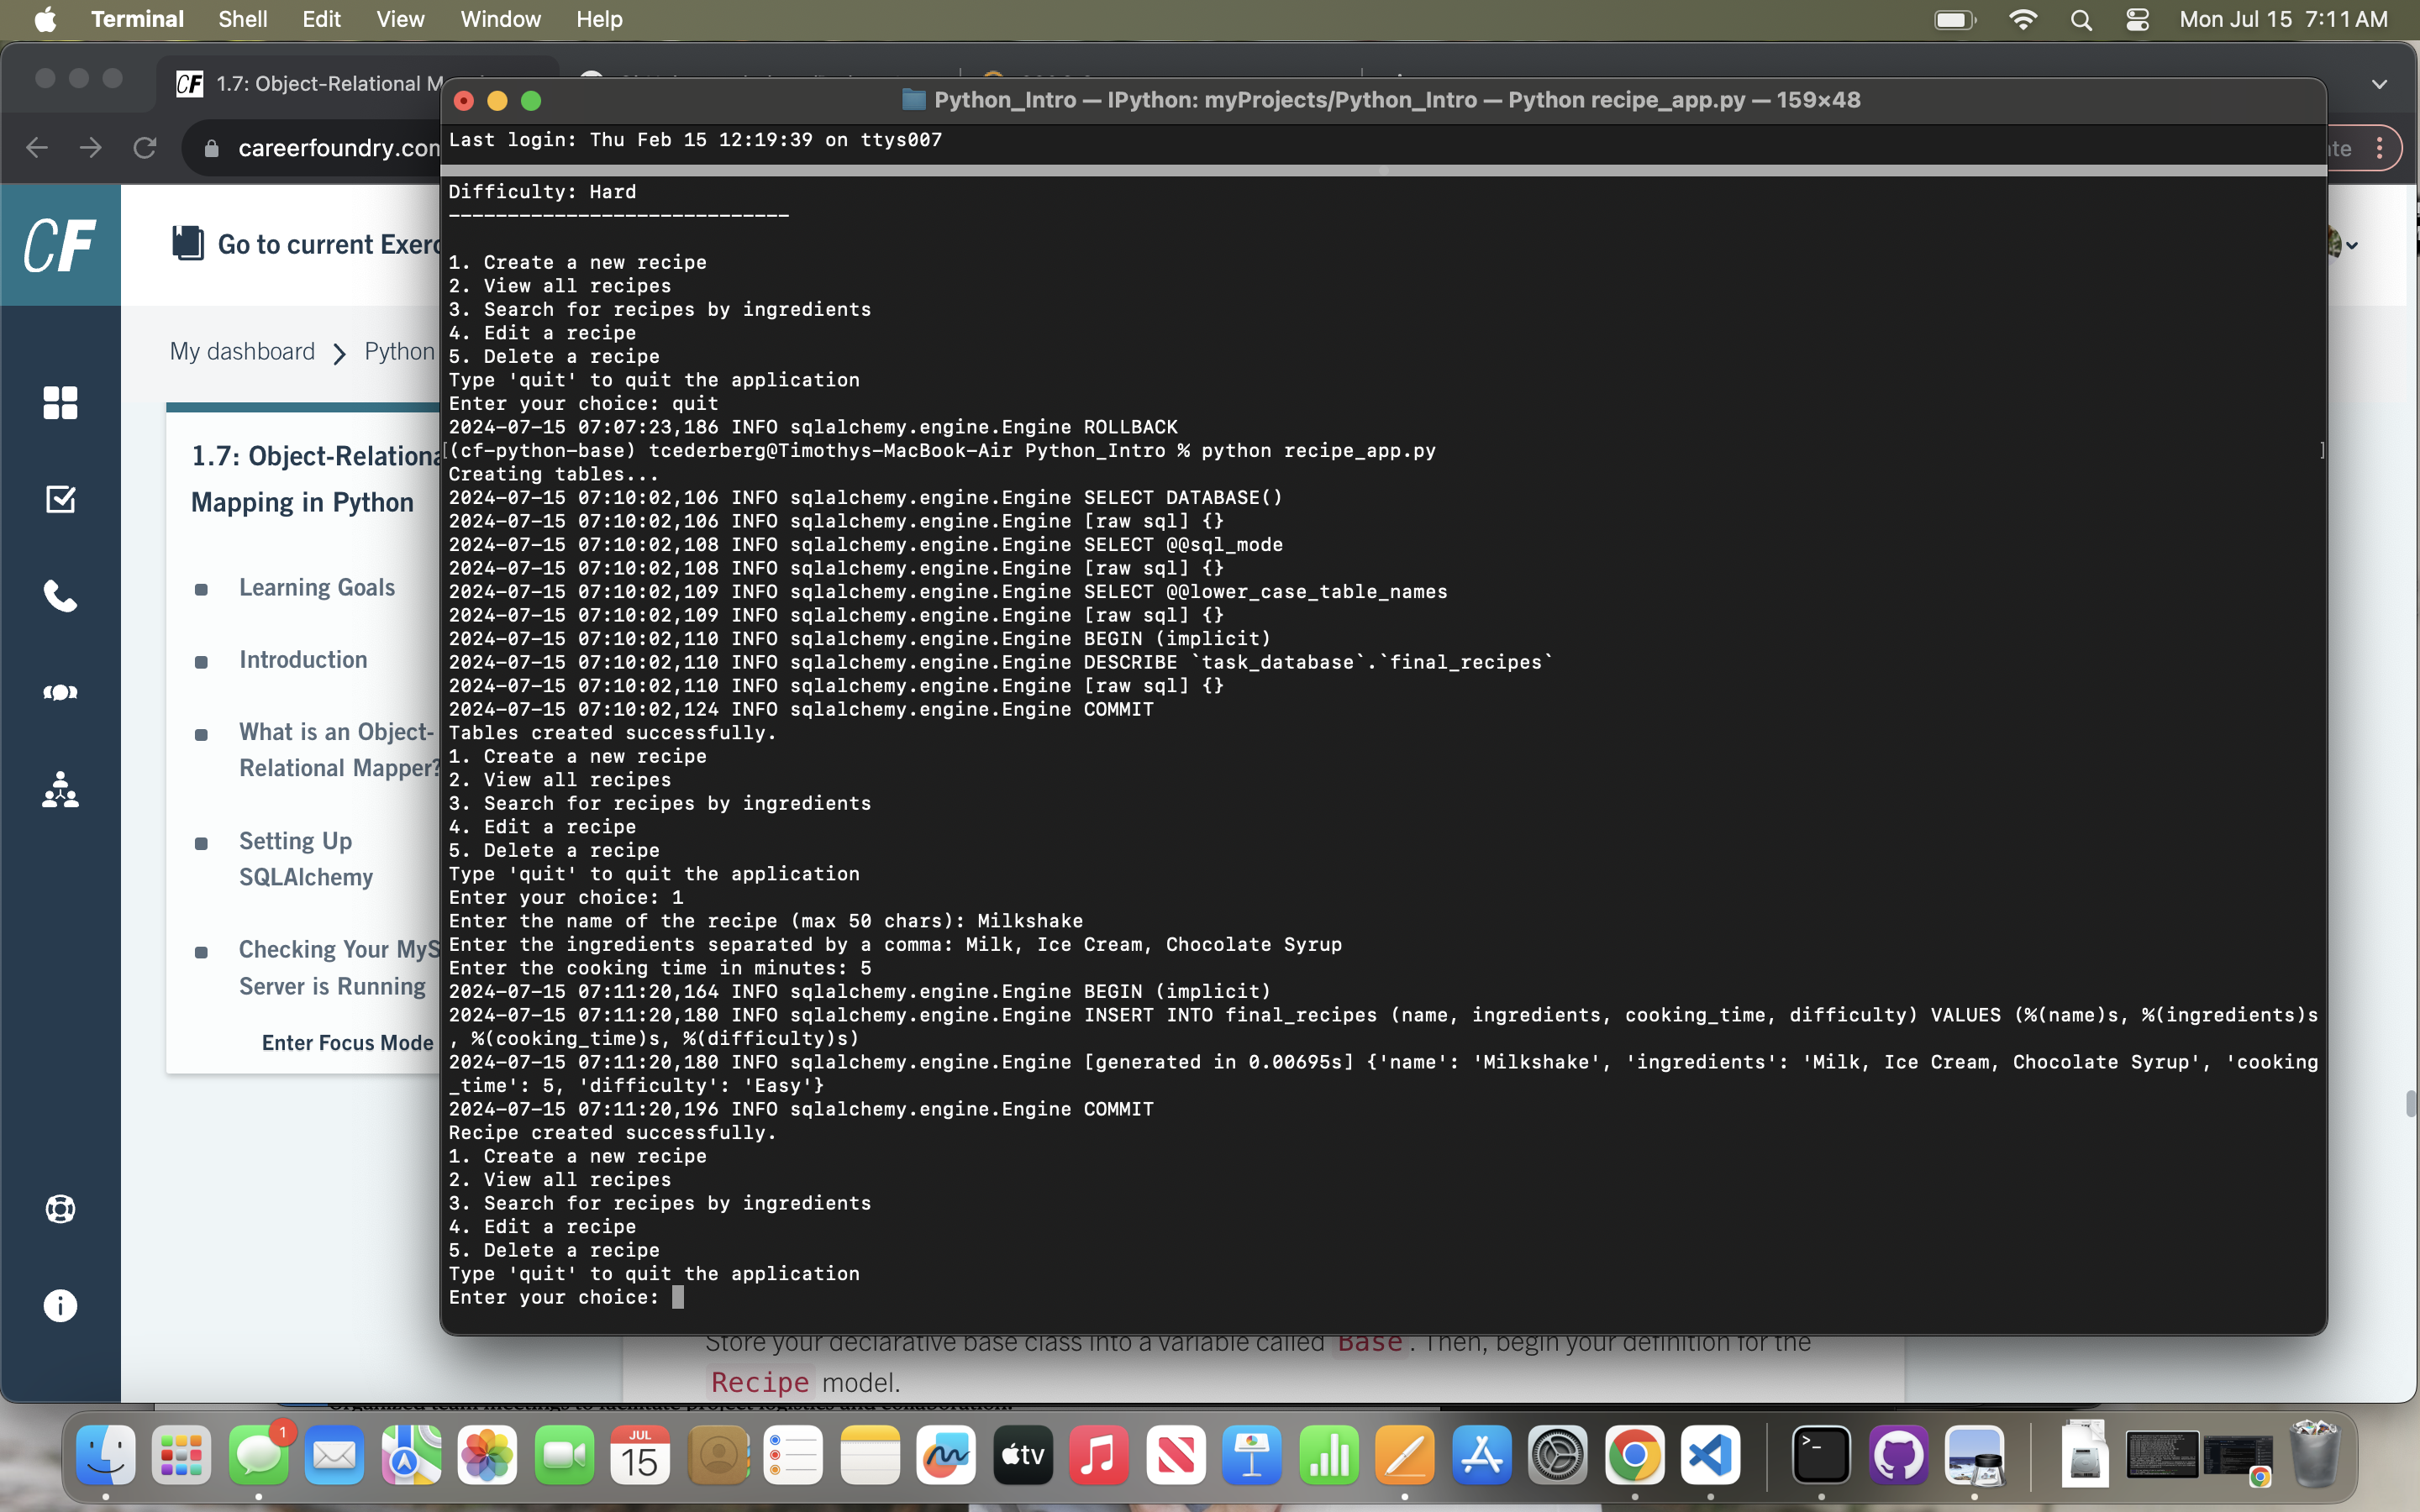 Terminal Shell Edit View Window Help Mon Jul 15 7:11 AM
CF 1.7: Object-Relational M
Python_Intro — IPython: myProjects/Python_Intro — Python recipe_app.py — 159×48
careerfoundry.con
Last login: Thu Feb 15 12:19:39 on ttys007
Difficulty: Hard
-----------------------------
1. Create a new recipe
2. View all recipes
3. Search for recipes by ingredients
4. Edit a recipe
5. Delete a recipe
Type 'quit' to quit the application
Enter your choice: quit
2024-07-15 07:07:23,186 INFO sqlalchemy.engine.Engine ROLLBACK
[(cf-python-base) tcederberg@Timothys-MacBook-Air Python_Intro % python recipe_app.py ]
Creating tables...
2024-07-15 07:10:02,106 INFO sqlalchemy.engine.Engine SELECT DATABASE()
2024-07-15 07:10:02,106 INFO sqlalchemy.engine.Engine [raw sql] {}
2024-07-15 07:10:02,108 INFO sqlalchemy.engine.Engine SELECT @@sql_mode
2024-07-15 07:10:02,108 INFO sqlalchemy.engine.Engine [raw sql] {}
2024-07-15 07:10:02,109 INFO sqlalchemy.engine.Engine SELECT @@lower_case_table_names
2024-07-15 07:10:02,109 INFO sqlalchemy.engine.Engine [raw sql] {}
2024-07-15 07:10:02,110 INFO sqlalchemy.engine.Engine BEGIN (implicit)
2024-07-15 07:10:02,110 INFO sqlalchemy.engine.Engine DESCRIBE `task_database`.`final_recipes`
2024-07-15 07:10:02,110 INFO sqlalchemy.engine.Engine [raw sql] {}
2024-07-15 07:10:02,124 INFO sqlalchemy.engine.Engine COMMIT
Tables created successfully.
1. Create a new recipe
2. View all recipes
3. Search for recipes by ingredients
4. Edit a recipe
5. Delete a recipe
Type 'quit' to quit the application
Enter your choice: 1
Enter the name of the recipe (max 50 chars): Milkshake
Enter the ingredients separated by a comma: Milk, Ice Cream, Chocolate Syrup
Enter the cooking time in minutes: 5
2024-07-15 07:11:20,164 INFO sqlalchemy.engine.Engine BEGIN (implicit)
2024-07-15 07:11:20,180 INFO sqlalchemy.engine.Engine INSERT INTO final_recipes (name, ingredients, cooking_time, difficulty) VALUES (%(name)s, %(ingredients)s
, %(cooking_time)s, %(difficulty)s)
2024-07-15 07:11:20,180 INFO sqlalchemy.engine.Engine [generated in 0.00695s] {'name': 'Milkshake', 'ingredients': 'Milk, Ice Cream, Chocolate Syrup', 'cooking
_time': 5, 'difficulty': 'Easy'}
2024-07-15 07:11:20,196 INFO sqlalchemy.engine.Engine COMMIT
Recipe created successfully.
1. Create a new recipe
2. View all recipes
3. Search for recipes by ingredients
4. Edit a recipe
5. Delete a recipe
Type 'quit' to quit the application
Enter your choice:
CF
Go to current Exerc
My dashboard > Python
1.7: Object-Relationa
Mapping in Python
Learning Goals
Introduction
What is an Object-
Relational Mapper?
Setting Up
SQLAlchemy
Checking Your MyS
Server is Running
Enter Focus Mode
Store your declarative base class into a variable called Base. Then, begin your definition for the
Recipe model.
Organized team meetings to facilitate project logistics and collaboration.
1
JUL
15
tv